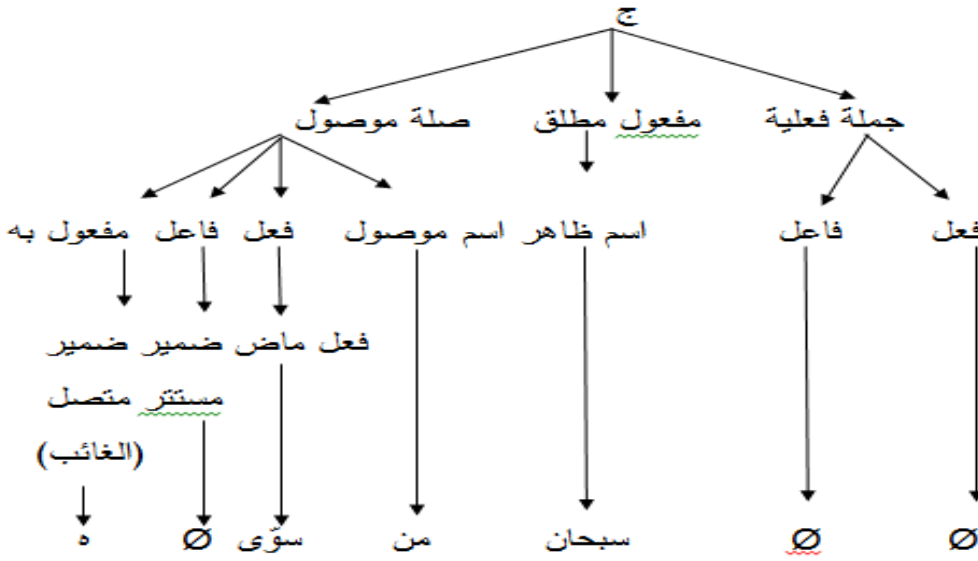 ج
جملة فعلية مفعول مطلق صلة موصول
فعل فاعل اسم ظاهر اسم موصول فعل فاعل مفعول به
فعل ماض ضمير ضمير
مستتر متصل
(الغائب)
Ø Ø سبحان من سوّى Ø ه